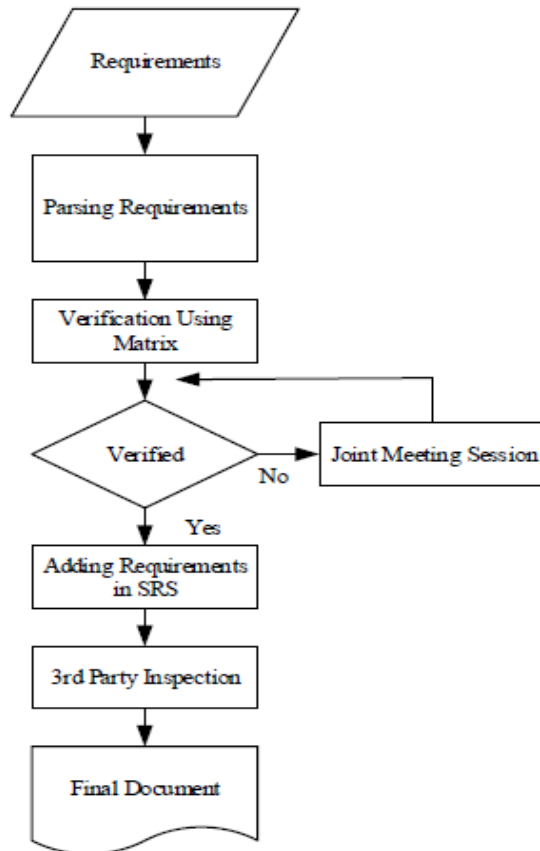 Requirements
Parsing Requirements
Verification Using
Matrix
Verified
No
Joint Meeting Session
Yes
Adding Requirements
in SRS
3rd Party Inspection
Final Document